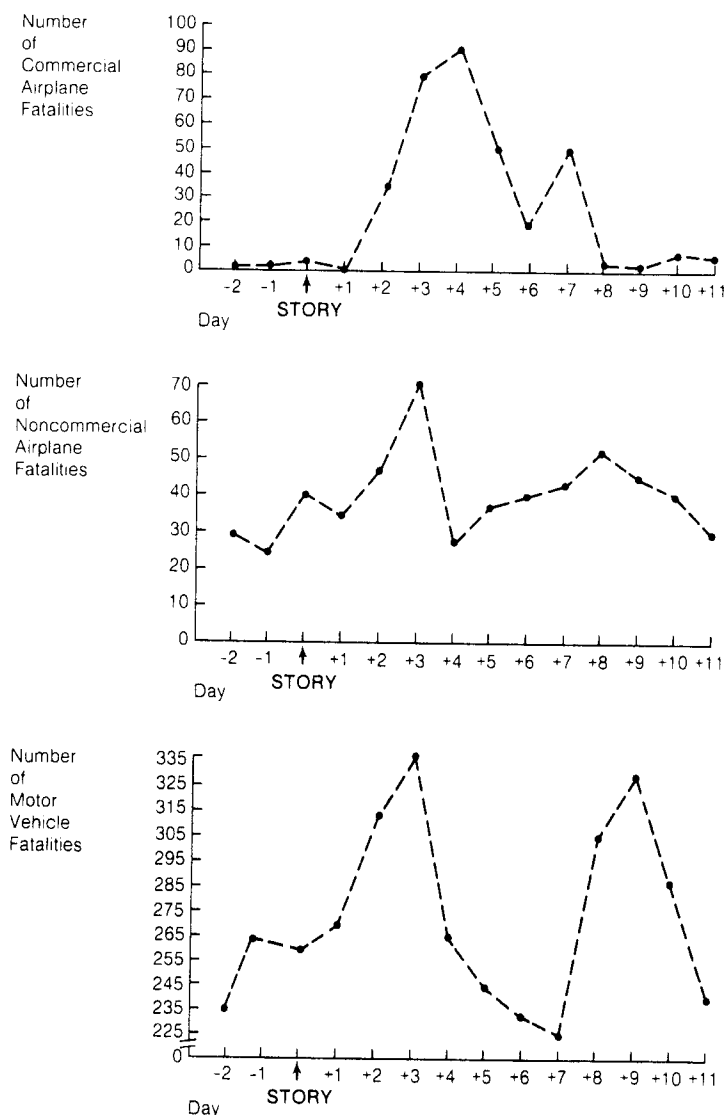 Number
of
Commercial
Airplane
Fatalities
100
90
80
70
60
50
40
30
20
10
0
-2 -1 +1 +2 +3 +4 +5 +6 +7 +8 +9 +10 +11
STORY
Day
Number
of
Noncommercial
Airplane
Fatalities
70
60
50
40
30
20
10
0
-2 -1 +1 +2 +3 +4 +5 +6 +7 +8 +9 +10 +11
STORY
Day
Number
of
Motor
Vehicle
Fatalities
335
325
315
305
295
285
275
265
245
235
225
0
-2 -1 +1 +2 +3 +4 +5 +6 +7 +8 +9 +10 +11
STORY
Day